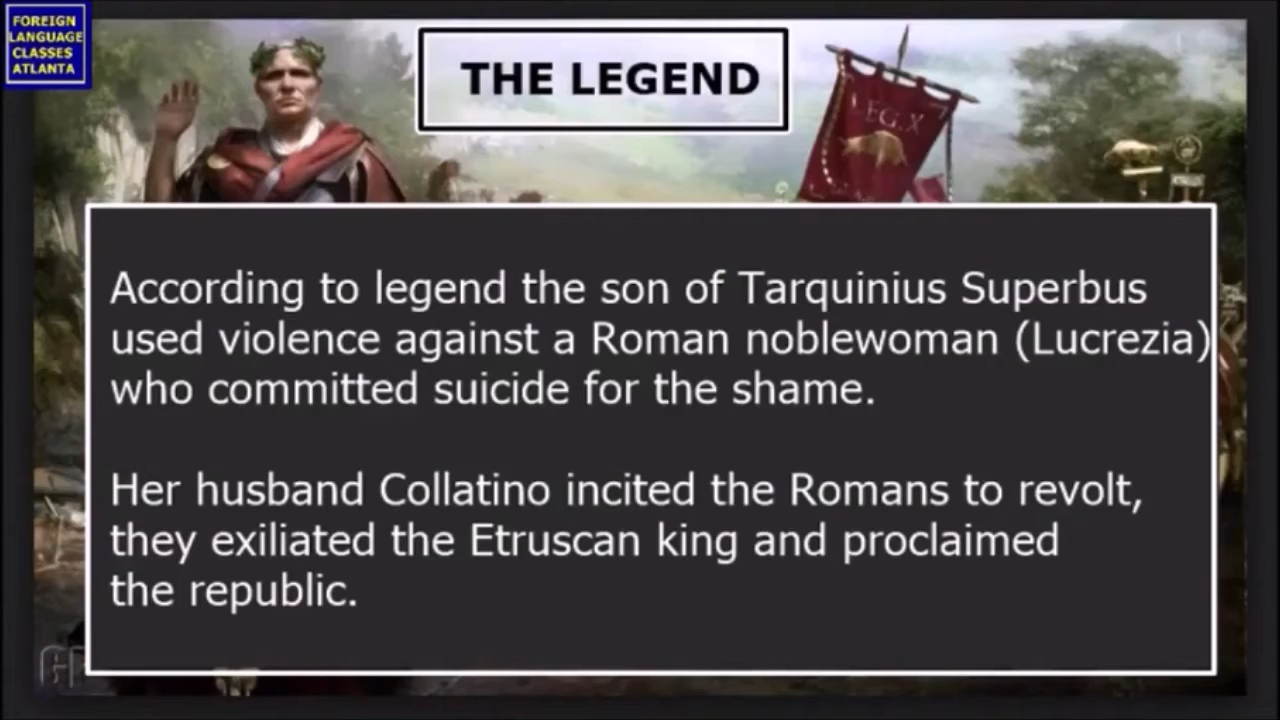 FOREIGN
LANGUAGE
CLASSES
ATLANTA
THE LEGEND
LEG.X
According to legend the son of Tarquinius Superbus
used violence against a Roman noblewoman (Lucrezia)
who committed suicide for the shame.
Her husband Collatino incited the Romans to revolt,
they exiliated the Etruscan king and proclaimed
the republic.